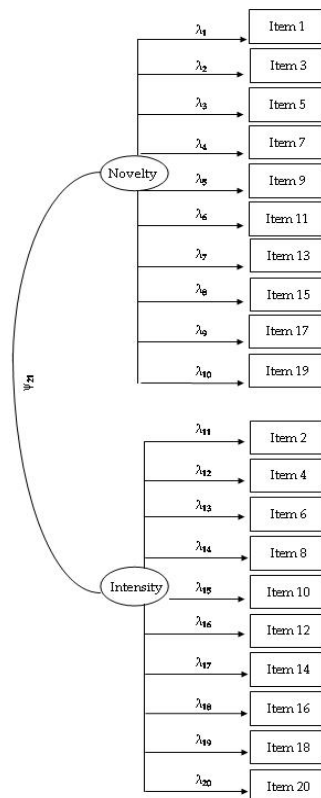 λ1 Item 1
λ2 Item 3
λ3 Item 5
λ4 Item 7
Novelty
λ5 Item 9
λ6 Item 11
λ7 Item 13
λ8 Item 15
λ9 Item 17
λ10 Item 19
ψ21
λ11 Item 2
λ12 Item 4
λ13 Item 6
λ14 Item 8
Intensity
λ15 Item 10
λ16 Item 12
λ17 Item 14
λ18 Item 16
λ19 Item 18
λ20 Item 20